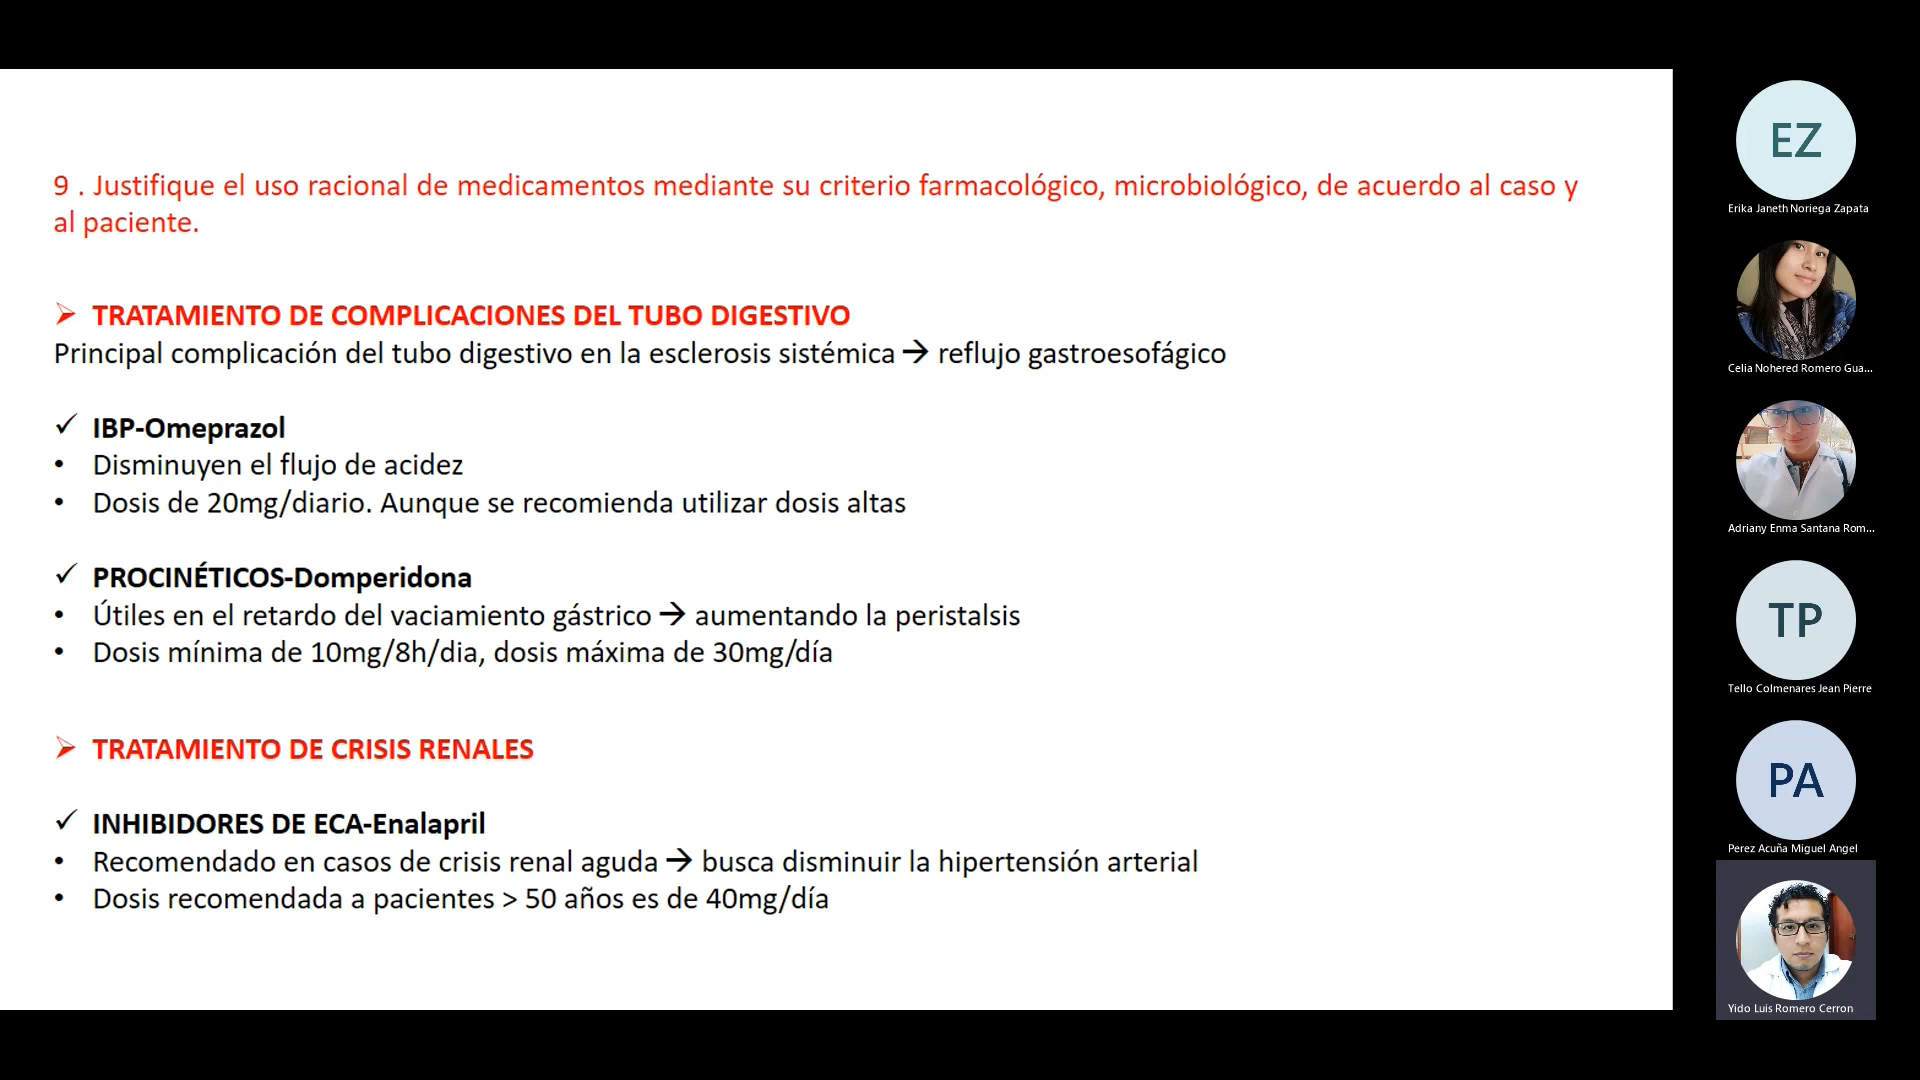 9 . Justifique el uso racional de medicamentos mediante su criterio farmacológico, microbiológico, de acuerdo al caso y
al paciente.
➢ TRATAMIENTO DE COMPLICACIONES DEL TUBO DIGESTIVO
Principal complicación del tubo digestivo en la esclerosis sistémica → reflujo gastroesofágico
✓ IBP-Omeprazol
• Disminuyen el flujo de acidez
• Dosis de 20mg/diario. Aunque se recomienda utilizar dosis altas
✓ PROCINÉTICOS-Domperidona
• Útiles en el retardo del vaciamiento gástrico → aumentando la peristalsis
• Dosis mínima de 10mg/8h/dia, dosis máxima de 30mg/día
➢ TRATAMIENTO DE CRISIS RENALES
✓ INHIBIDORES DE ECA-Enalapril
• Recomendado en casos de crisis renal aguda → busca disminuir la hipertensión arterial
• Dosis recomendada a pacientes > 50 años es de 40mg/día
EZ
Erika Janeth Noriega Zapata
Celia Nohered Romero Gua...
Adriany Enma Santana Rom...
TP
Tello Colmenares Jean Pierre
PA
Perez Acuña Miguel Angel
Yido Luis Romero Cerron